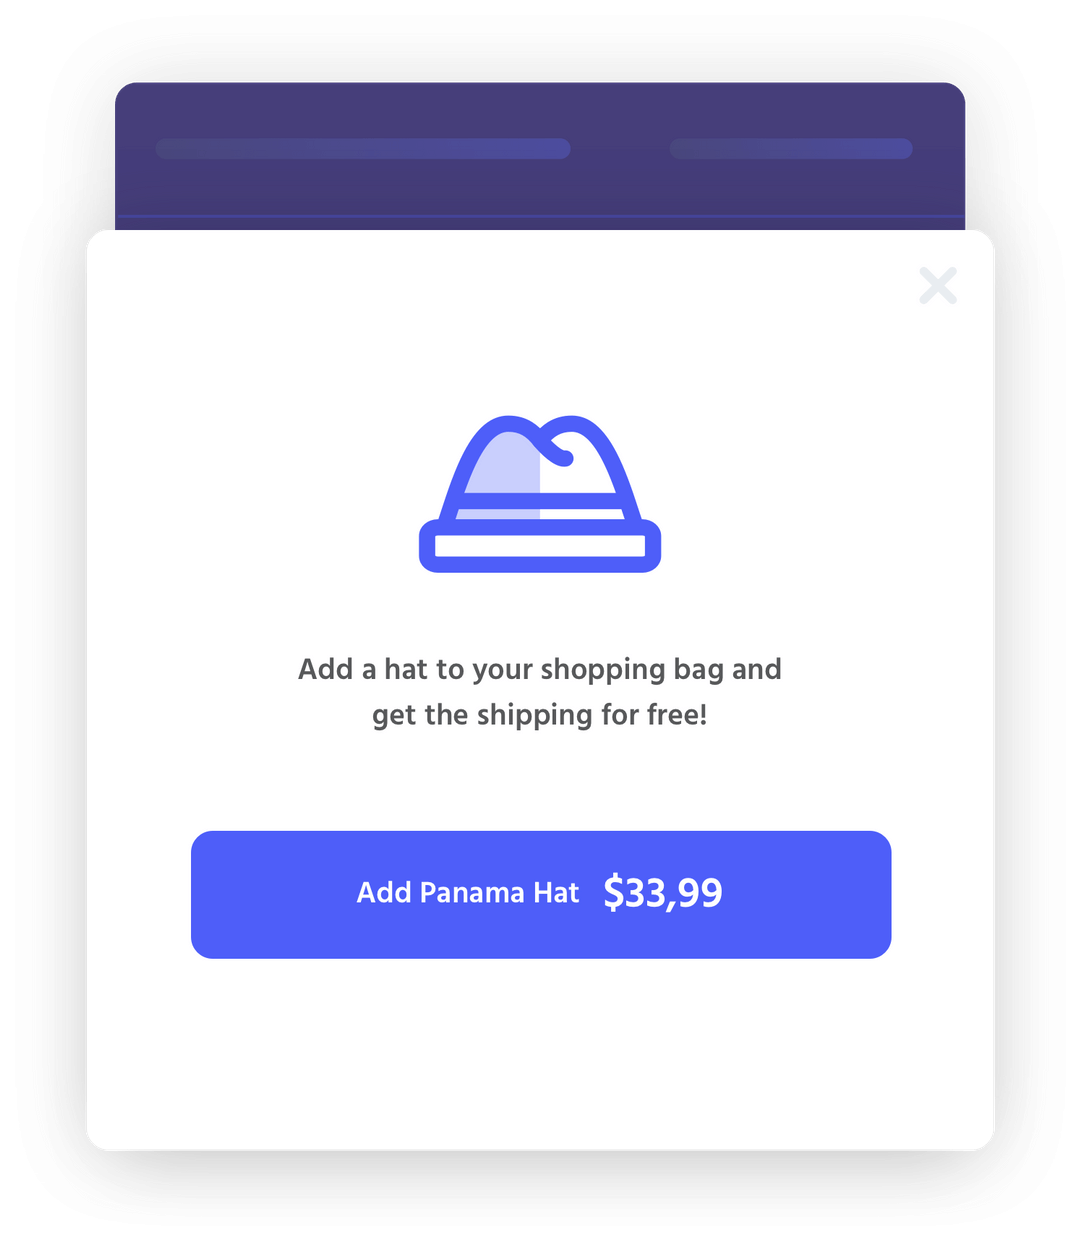 Add a hat to your shopping bag and
get the shipping for free!
Add Panama Hat $33,99